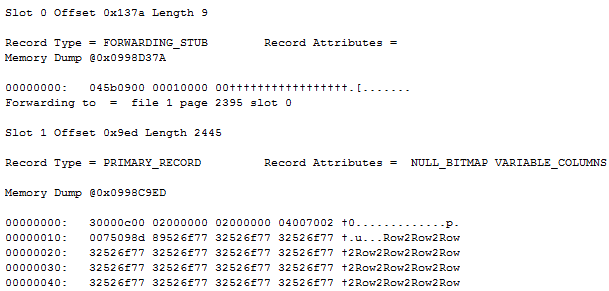 Slot 0 Offset 0x137a Length 9
Record Type = FORWARDING_STUB        Record Attributes =
Memory Dump @0x0998D37A
00000000:   045b0900 00010000 00††††††††††††††††††.[.......
Forwarding to  =  file 1 page 2395 slot 0
Slot 1 Offset 0x9ed Length 2445
Record Type = PRIMARY_RECORD         Record Attributes =  NULL_BITMAP VARIABLE_COLUMNS
Memory Dump @0x0998C9ED
00000000:   30000c00 02000000 02000000 04007002 †0.............p.
00000010:   0075098d 89526f77 32526f77 32526f77 †.u...Row2Row2Row
00000020:   32526f77 32526f77 32526f77 32526f77 †2Row2Row2Row2Row
00000030:   32526f77 32526f77 32526f77 32526f77 †2Row2Row2Row2Row
00000040:   32526f77 32526f77 32526f77 32526f77 †2Row2Row2Row2Row